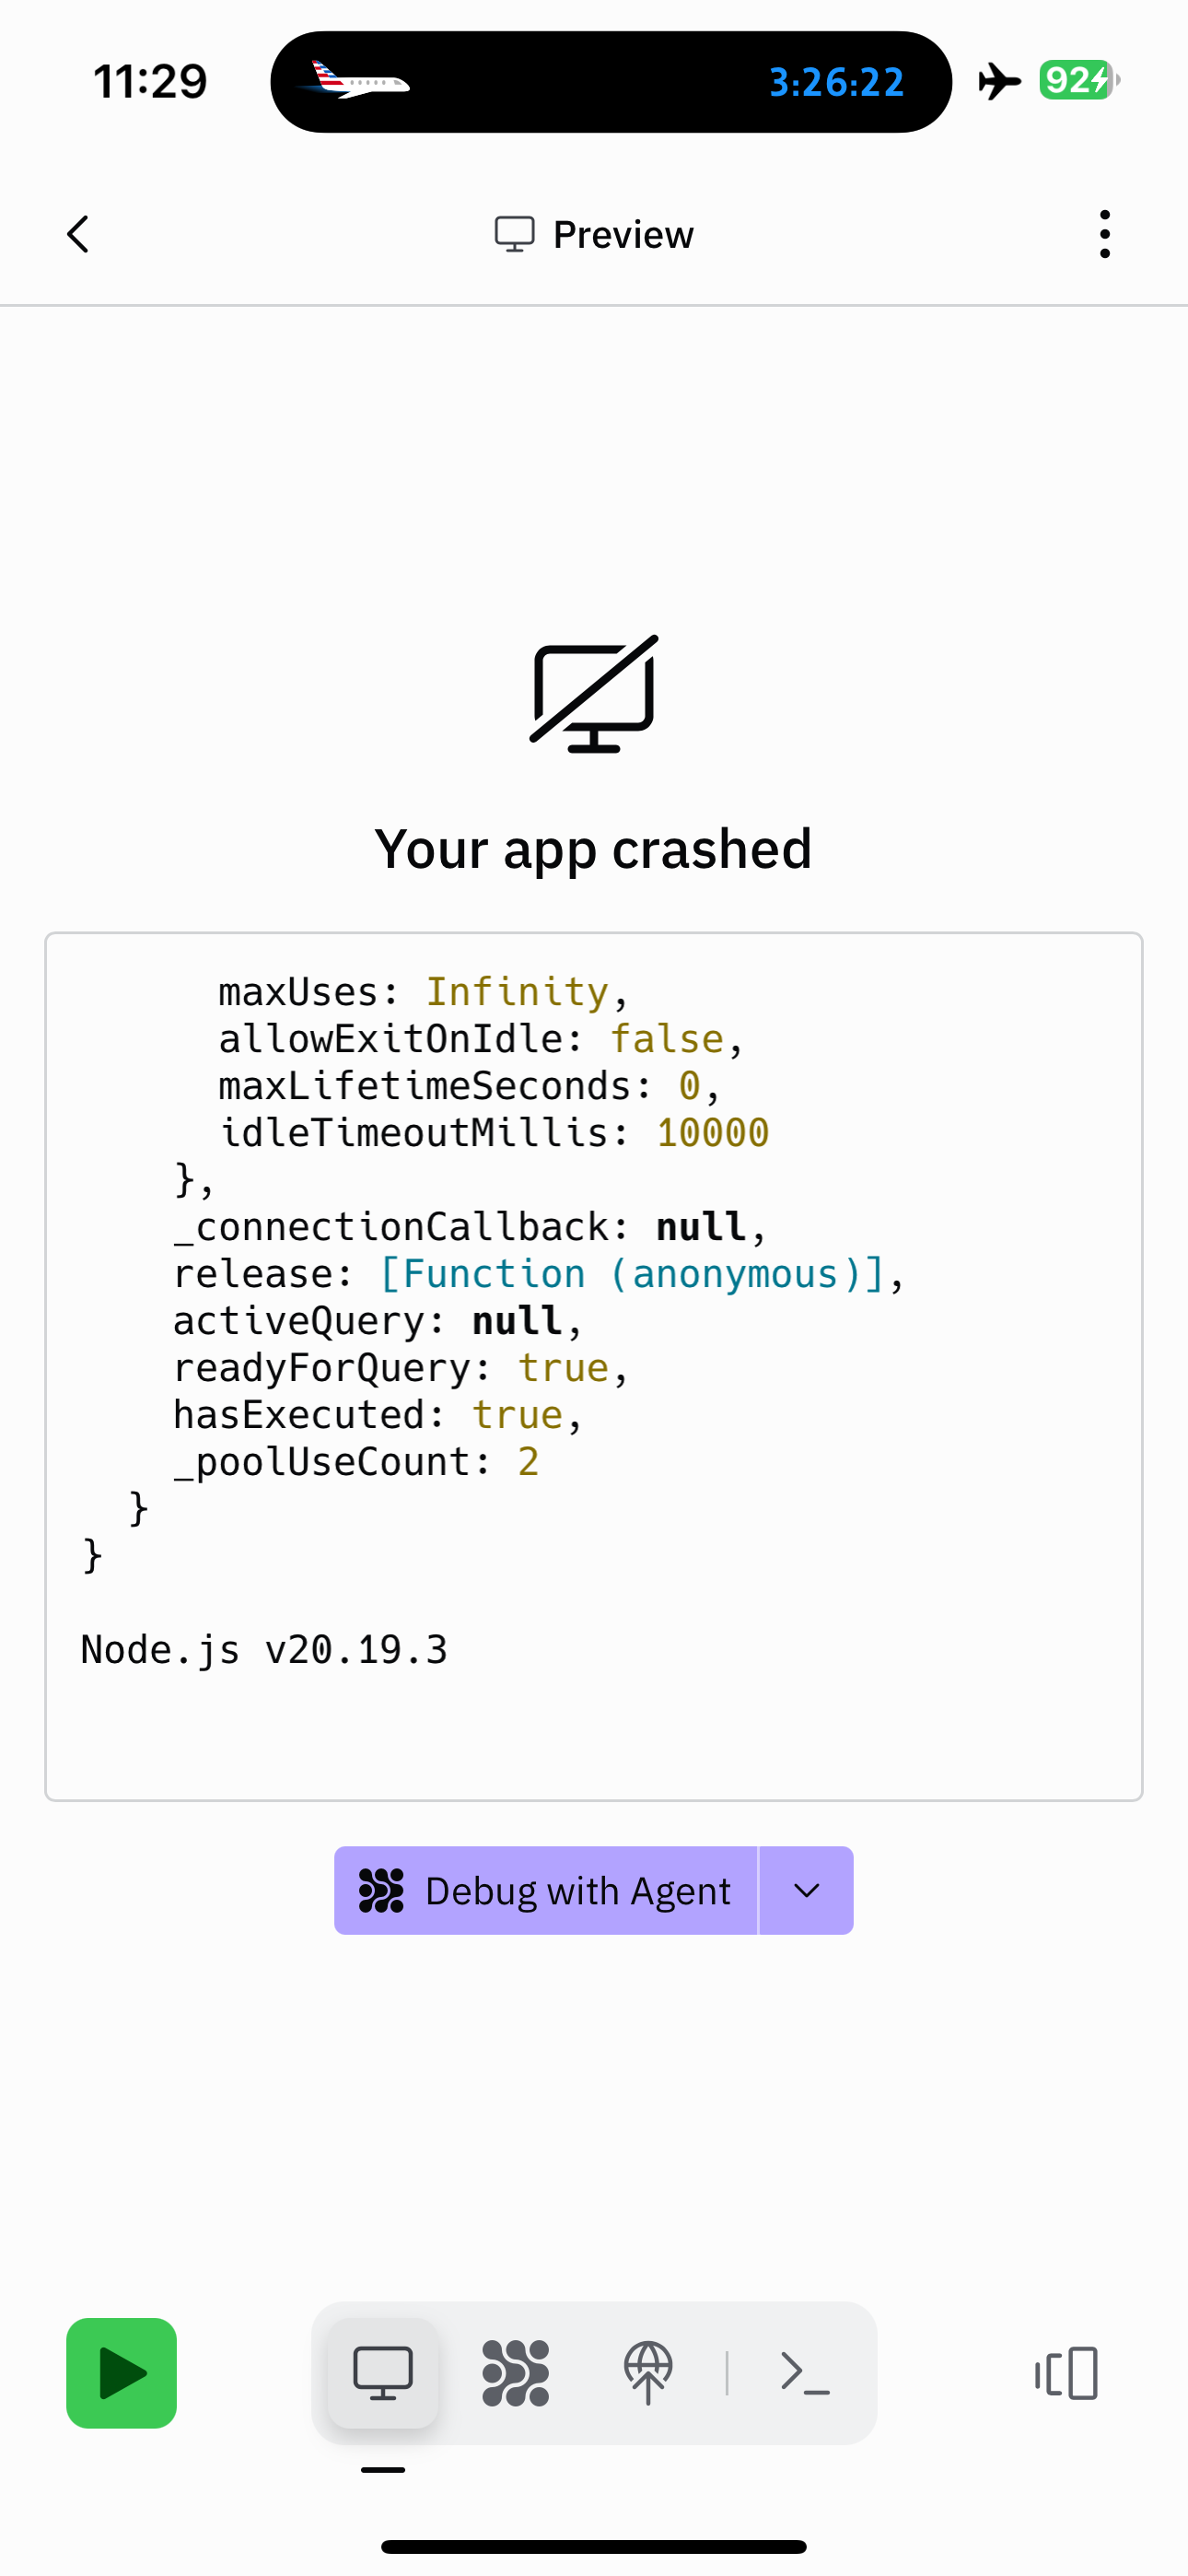 11:29
3:26:22
92
Preview
Your app crashed
maxUses: Infinity,
allowExitOnIdle: false,
maxLifetimeSeconds: 0,
idleTimeoutMillis: 10000
},
_connectionCallback: null,
release: [Function (anonymous)],
activeQuery: null,
readyForQuery: true,
hasExecuted: true,
_poolUseCount: 2
}
}
Node.js v20.19.3
Debug with Agent